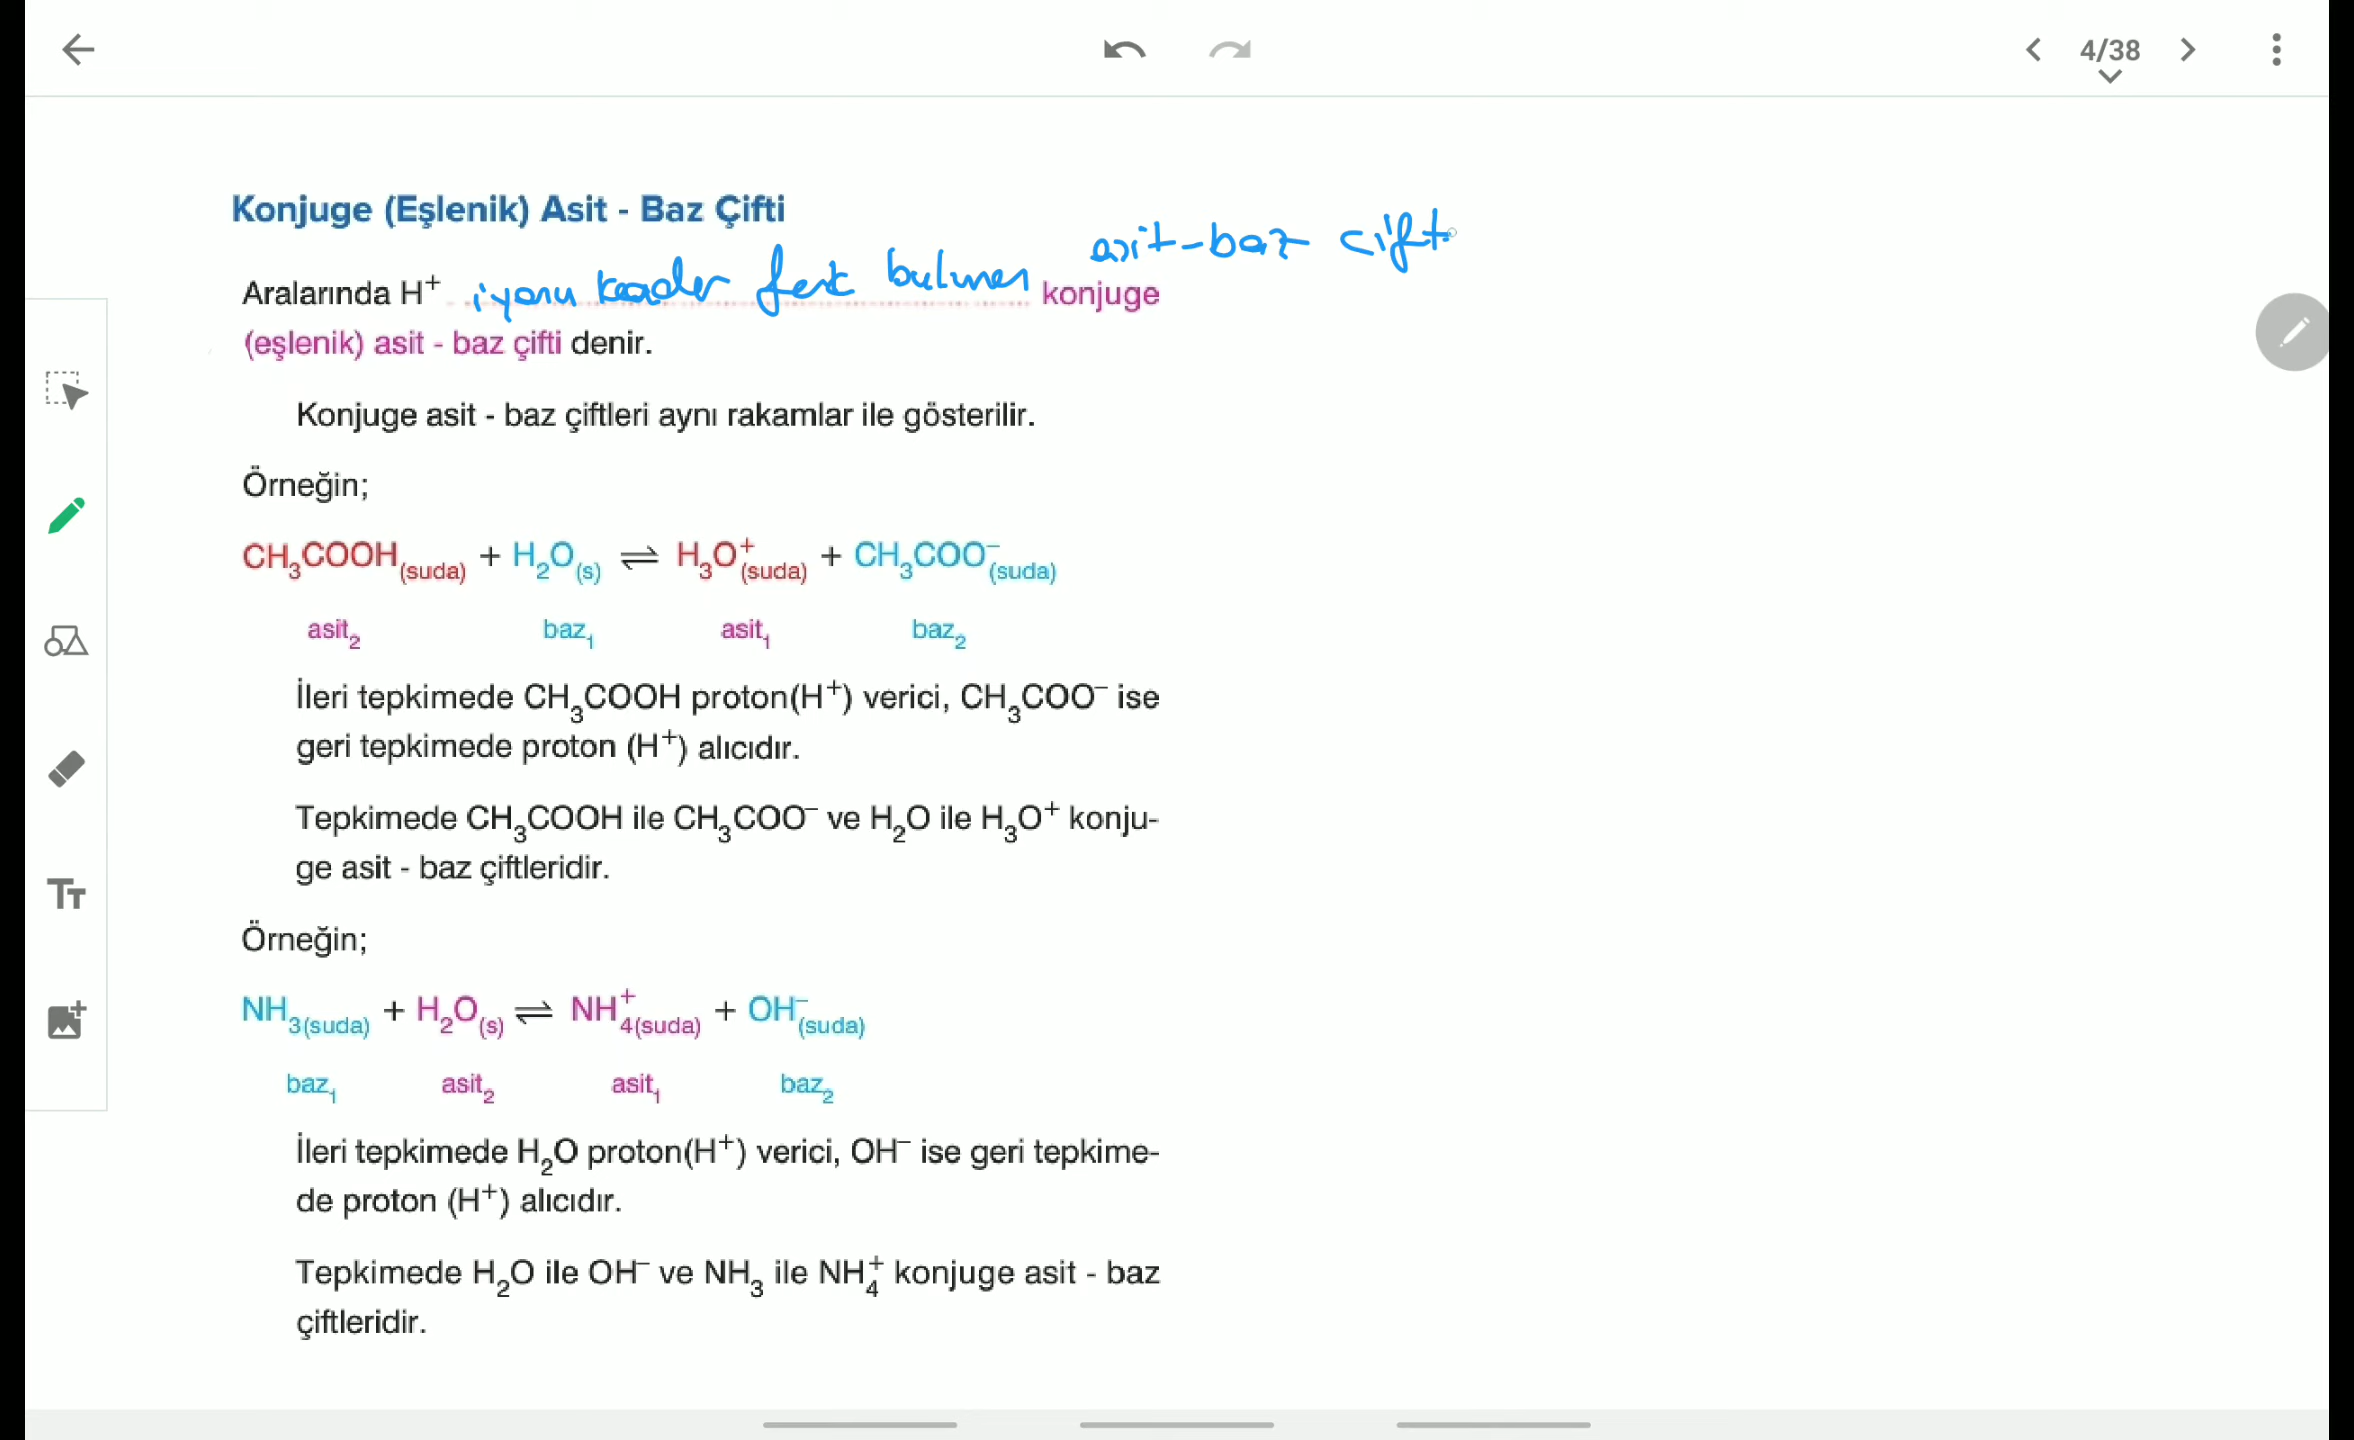 4/38
Konjuge (Eşlenik) Asit - Baz Çifti
asit-baz çift
Aralarında H⁺ iyonu kadar fark bulunan konjuge
(eşlenik) asit - baz çifti denir.
Konjuge asit - baz çiftleri aynı rakamlar ile gösterilir.
Örneğin;
CH₃COOH(suda) + H₂O(s) ⇌ H₃O⁺(suda) + CH₃COO⁻(suda)
asit₂ baz₁ asit₁ baz₂
İleri tepkimede CH₃COOH proton(H⁺) verici, CH₃COO⁻ ise
geri tepkimede proton (H⁺) alıcıdır.
Tepkimede CH₃COOH ile CH₃COO⁻ ve H₂O ile H₃O⁺ konju-
ge asit - baz çiftleridir.
Örneğin;
NH₃(suda) + H₂O(s) ⇌ NH₄⁺(suda) + OH⁻(suda)
baz₁ asit₂ asit₁ baz₂
İleri tepkimede H₂O proton(H⁺) verici, OH⁻ ise geri tepkime-
de proton (H⁺) alıcıdır.
Tepkimede H₂O ile OH⁻ ve NH₃ ile NH₄⁺ konjuge asit - baz
çiftleridir.
Tт